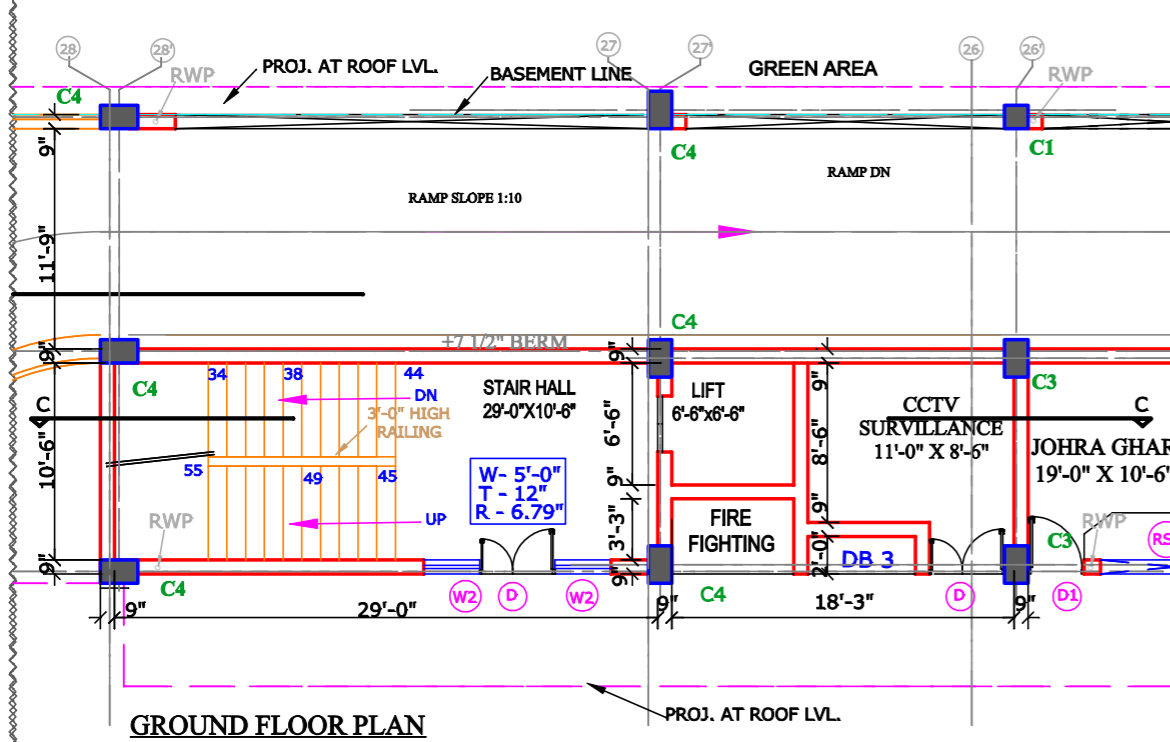 28
28'
27
27'
26
26'
RWP
PROJ. AT ROOF LVL.
BASEMENT LINE
GREEN AREA
RWP
C4
C4
C1
9"
RAMP SLOPE 1:10
RAMP DN
11'-9"
C4
+7 1/2" BERM
9"
9"
C4
34
38
44
DN
3'-0" HIGH
RAILING
STAIR HALL
29'-0"X10'-6"
LIFT
6'-6"x6'-6"
9"
C3
C
CCTV
SURVILLANCE
11'-0" X 8'-6"
C
JOHRA GHAR
19'-0" X 10'-6"
10'-6"
6'-6"
8'-6"
55
49
45
W- 5'-0"
T - 12"
R - 6.79"
9"
9"
RWP
UP
3'-3"
FIRE
FIGHTING
RWP
C3
RS
9"
9"
2'-0"
DB 3
C4
W2
D
W2
C4
D
D1
9"
29'-0"
9"
18'-3"
9"
PROJ. AT ROOF LVL.
GROUND FLOOR PLAN